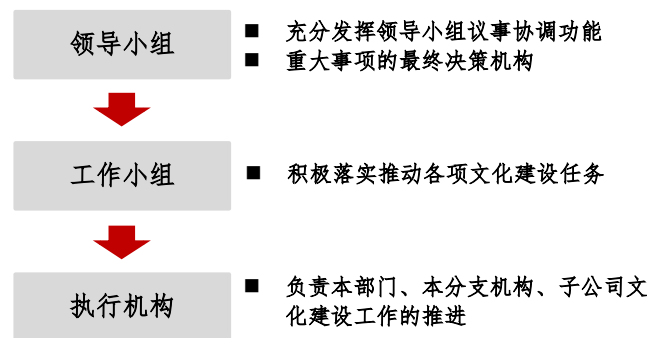 领导小组
■ 充分发挥领导小组议事协调功能
■ 重大事项的最终决策机构
工作小组
■ 积极落实推动各项文化建设任务
执行机构
■ 负责本部门、本分支机构、子公司文
化建设工作的推进